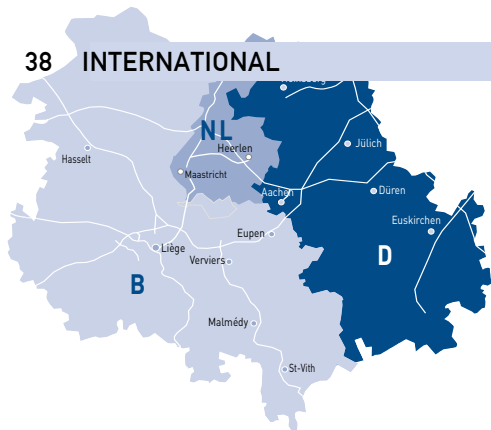 38 INTERNATIONAL
NL
Heerlen
Jülich
Hasselt
Maastricht
Aachen
Düren
Euskirchen
Eupen
Liège
Verviers
D
B
Malmédy
St-Vith